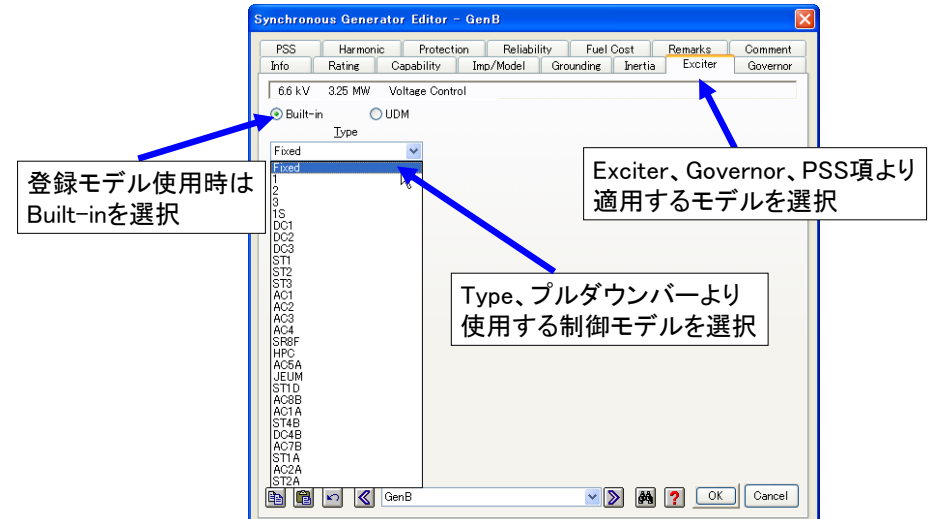 Synchronous Generator Editor - GenB
PSS Harmonic Protection Reliability Fuel Cost Remarks Comment
Info Rating Capability Imp/Model Grounding Inertia Exciter Governor
6.6 kV 3.25 MW Voltage Control
Built-in UDM
Type
Fixed
Fixed
1
2
3
1S
DC1
DC2
DC3
ST1
ST2
ST3
AC1
AC2
AC3
AC4
SR8F
HPC
AC5A
JEUM
ST1D
AC8B
AC1A
ST4B
DC4B
AC7B
ST1A
AC2A
ST2A
登録モデル使用時は
Built-inを選択
Exciter、Governor、PSS項より
適用するモデルを選択
Type、プルダウンバーより
使用する制御モデルを選択
GenB
? OK Cancel